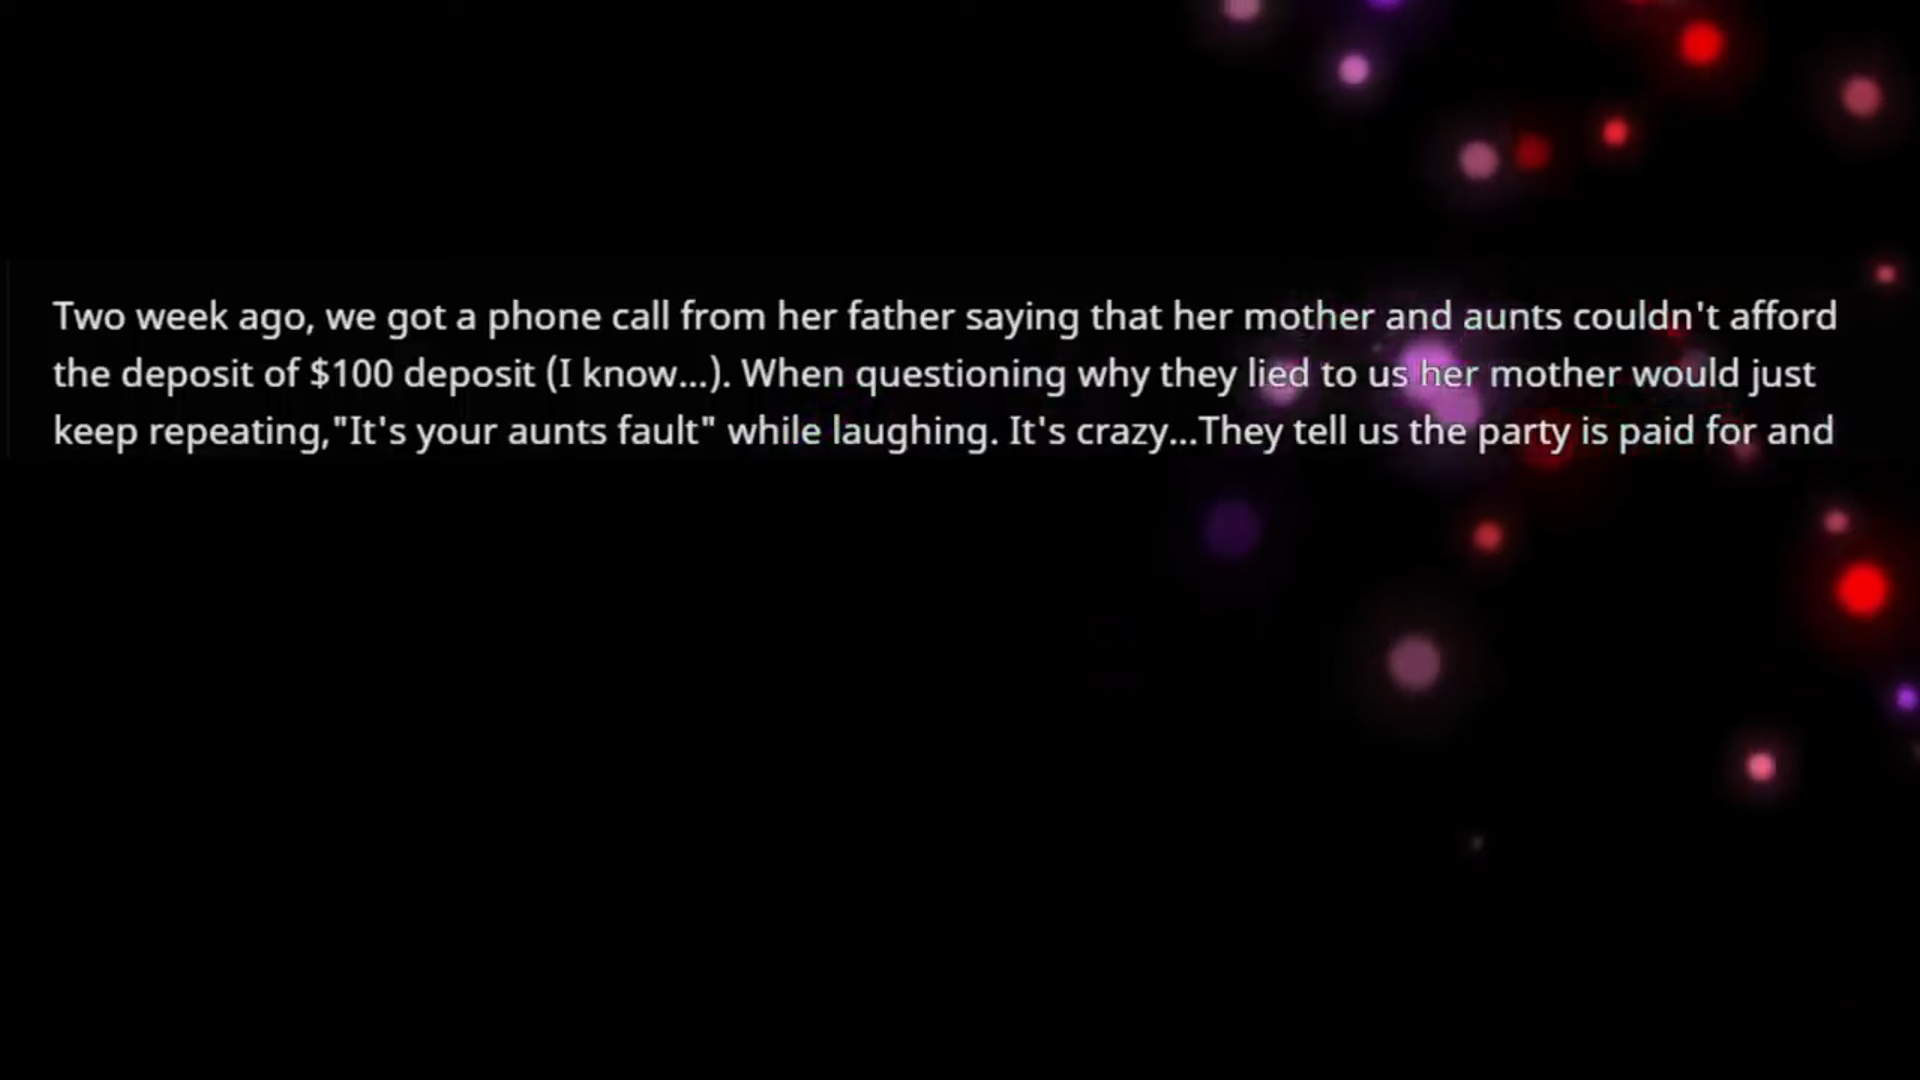 Two week ago, we got a phone call from her father saying that her mother and aunts couldn't afford
the deposit of $100 deposit (I know...). When questioning why they lied to us her mother would just
keep repeating,"It's your aunts fault" while laughing. It's crazy...They tell us the party is paid for and